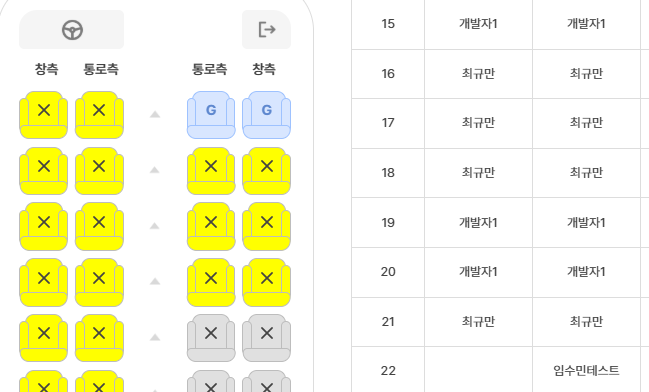 창측 통로측 통로측 창측
G G
15 개발자1 개발자1
16 최규만 최규만
17 최규만 최규만
18 최규만 최규만
19 개발자1 개발자1
20 개발자1 개발자1
21 최규만 최규만
22 임수민테스트